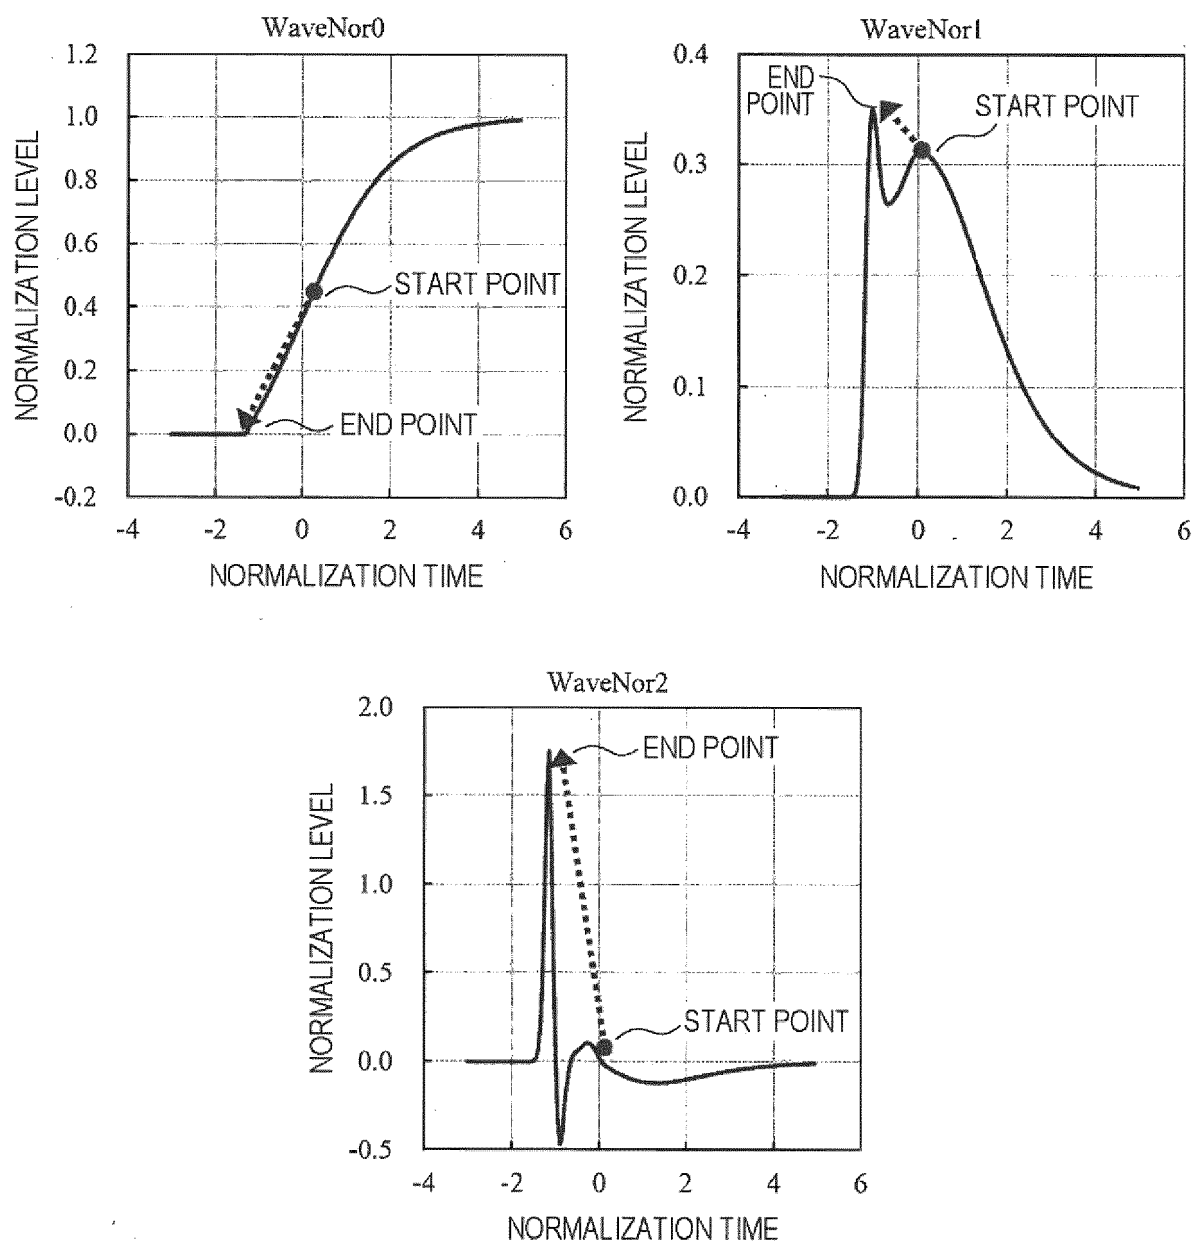 WaveNor0
1.2
1.0
0.8
0.6
0.4
0.2
0.0
-0.2
NORMALIZATION LEVEL
START POINT
END POINT
-4 -2 0 2 4 6
NORMALIZATION TIME
WaveNor1
0.4
0.3
0.2
0.1
0.0
NORMALIZATION LEVEL
END
POINT
START POINT
-4 -2 0 2 4 6
NORMALIZATION TIME
WaveNor2
2.0
1.5
1.0
0.5
0.0
-0.5
NORMALIZATION LEVEL
END POINT
START POINT
-4 -2 0 2 4 6
NORMALIZATION TIME